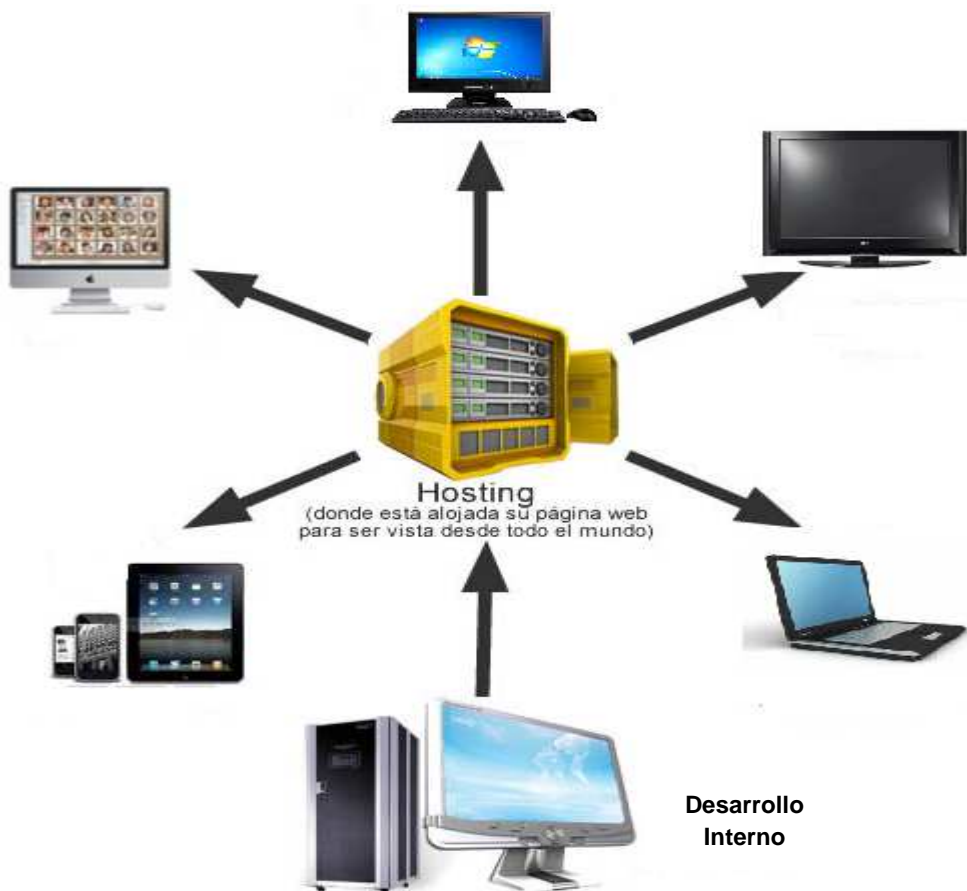 Hosting
(donde está alojada su página web
para ser vista desde todo el mundo)
Desarrollo
Interno